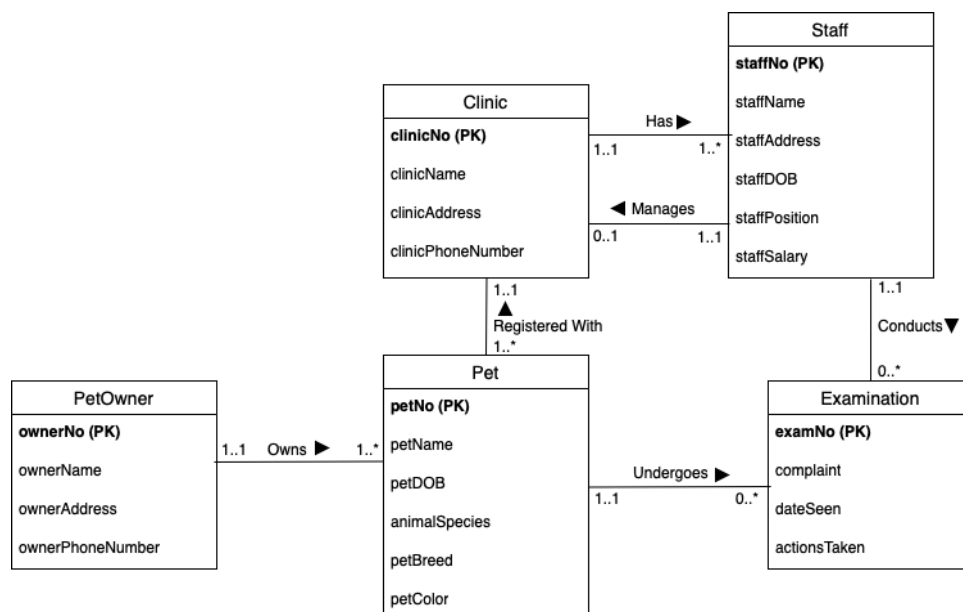 Staff
staffNo (PK)
staffName
staffAddress
staffDOB
staffPosition
staffSalary
Clinic
clinicNo (PK)
clinicName
clinicAddress
clinicPhoneNumber
Has
1..1
1..*
Manages
0..1
1..1
1..1
Registered With
1..*
1..1
Conducts
0..*
PetOwner
ownerNo (PK)
ownerName
ownerAddress
ownerPhoneNumber
1..1
Owns
1..*
Pet
petNo (PK)
petName
petDOB
animalSpecies
petBreed
petColor
Undergoes
1..1
0..*
Examination
examNo (PK)
complaint
dateSeen
actionsTaken